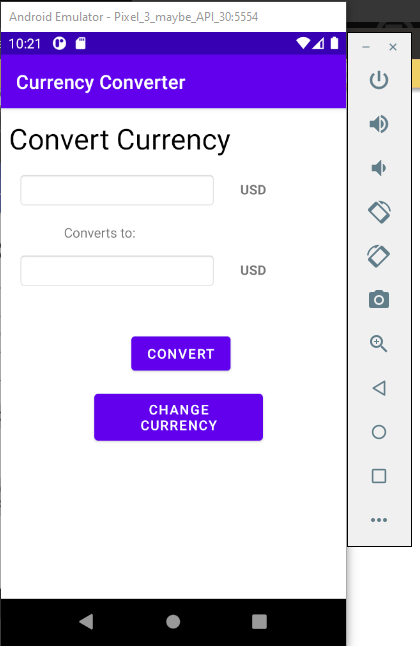 Android Emulator - Pixel_3_maybe_API_30:5554
10:21
Currency Converter
Convert Currency
USD
Converts to:
USD
CONVERT
CHANGE
CURRENCY